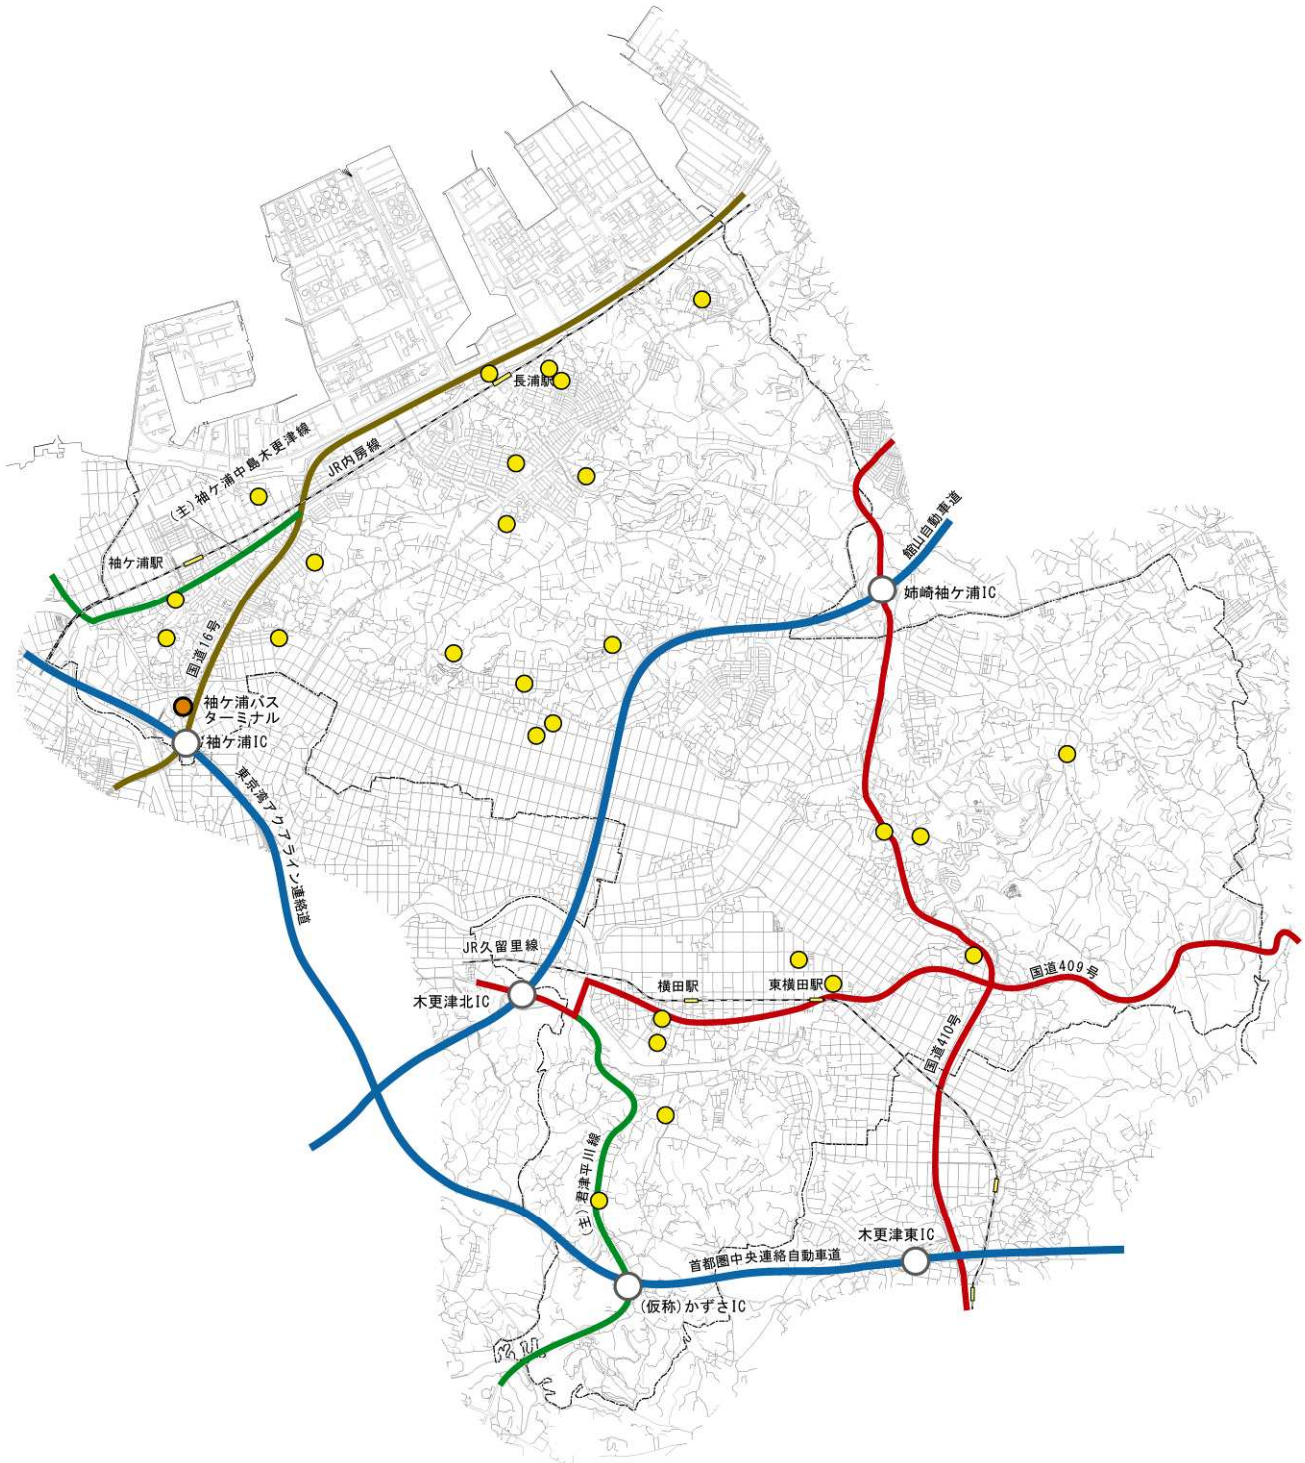 長浦駅
(主)袖ケ浦中島木更津線
JR内房線
館山自動車道
袖ケ浦駅
姉崎袖ケ浦IC
国道16号
袖ケ浦バス
ターミナル
袖ケ浦IC
東京湾アクアライン連絡道
JR久留里線
国道409号
横田駅
東横田駅
木更津北IC
国道410号
(主)君津平川線
木更津東IC
首都圏中央連絡自動車道
(仮称)かずさIC